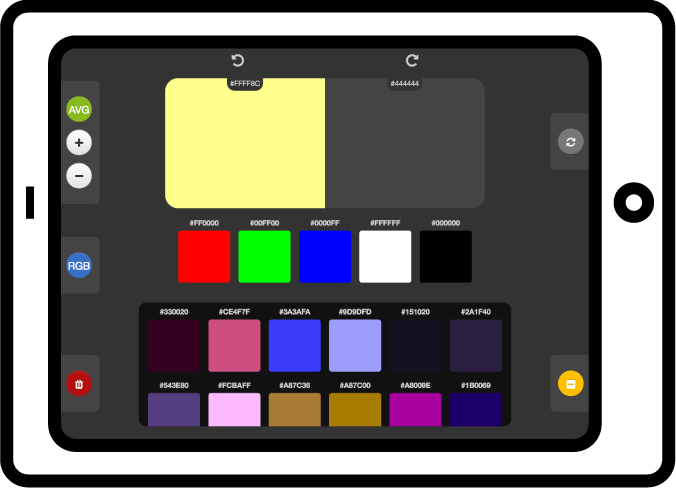 #FFFF8C #444444
AVG
+
−
#FF0000 #00FF00 #0000FF #FFFFFF #000000
RGB
#330020 #CE4F7F #3A3AFA #9D9DFD #151020 #2A1F40
#543E80 #FCBAFF #A87C36 #A87C00 #A8009E #1B0069